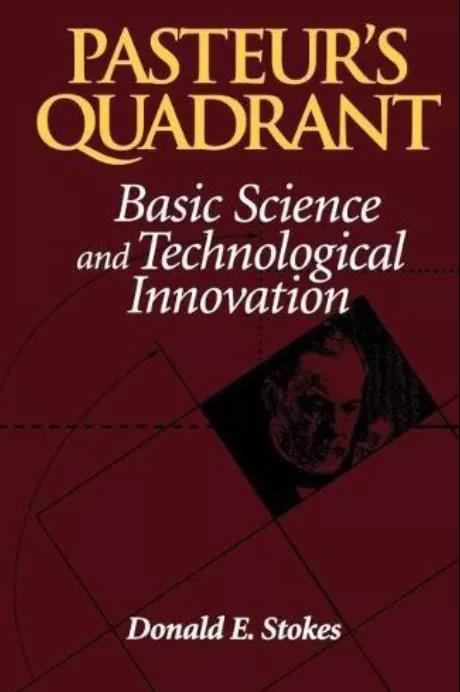 PASTEUR'S
QUADRANT
Basic Science
and Technological
Innovation
Donald E. Stokes